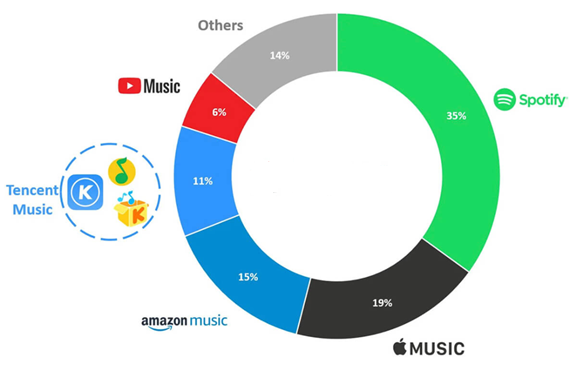 Others
14%
Music
6%
Spotify
35%
Tencent
Music
K
K
11%
15%
19%
amazon music
MUSIC